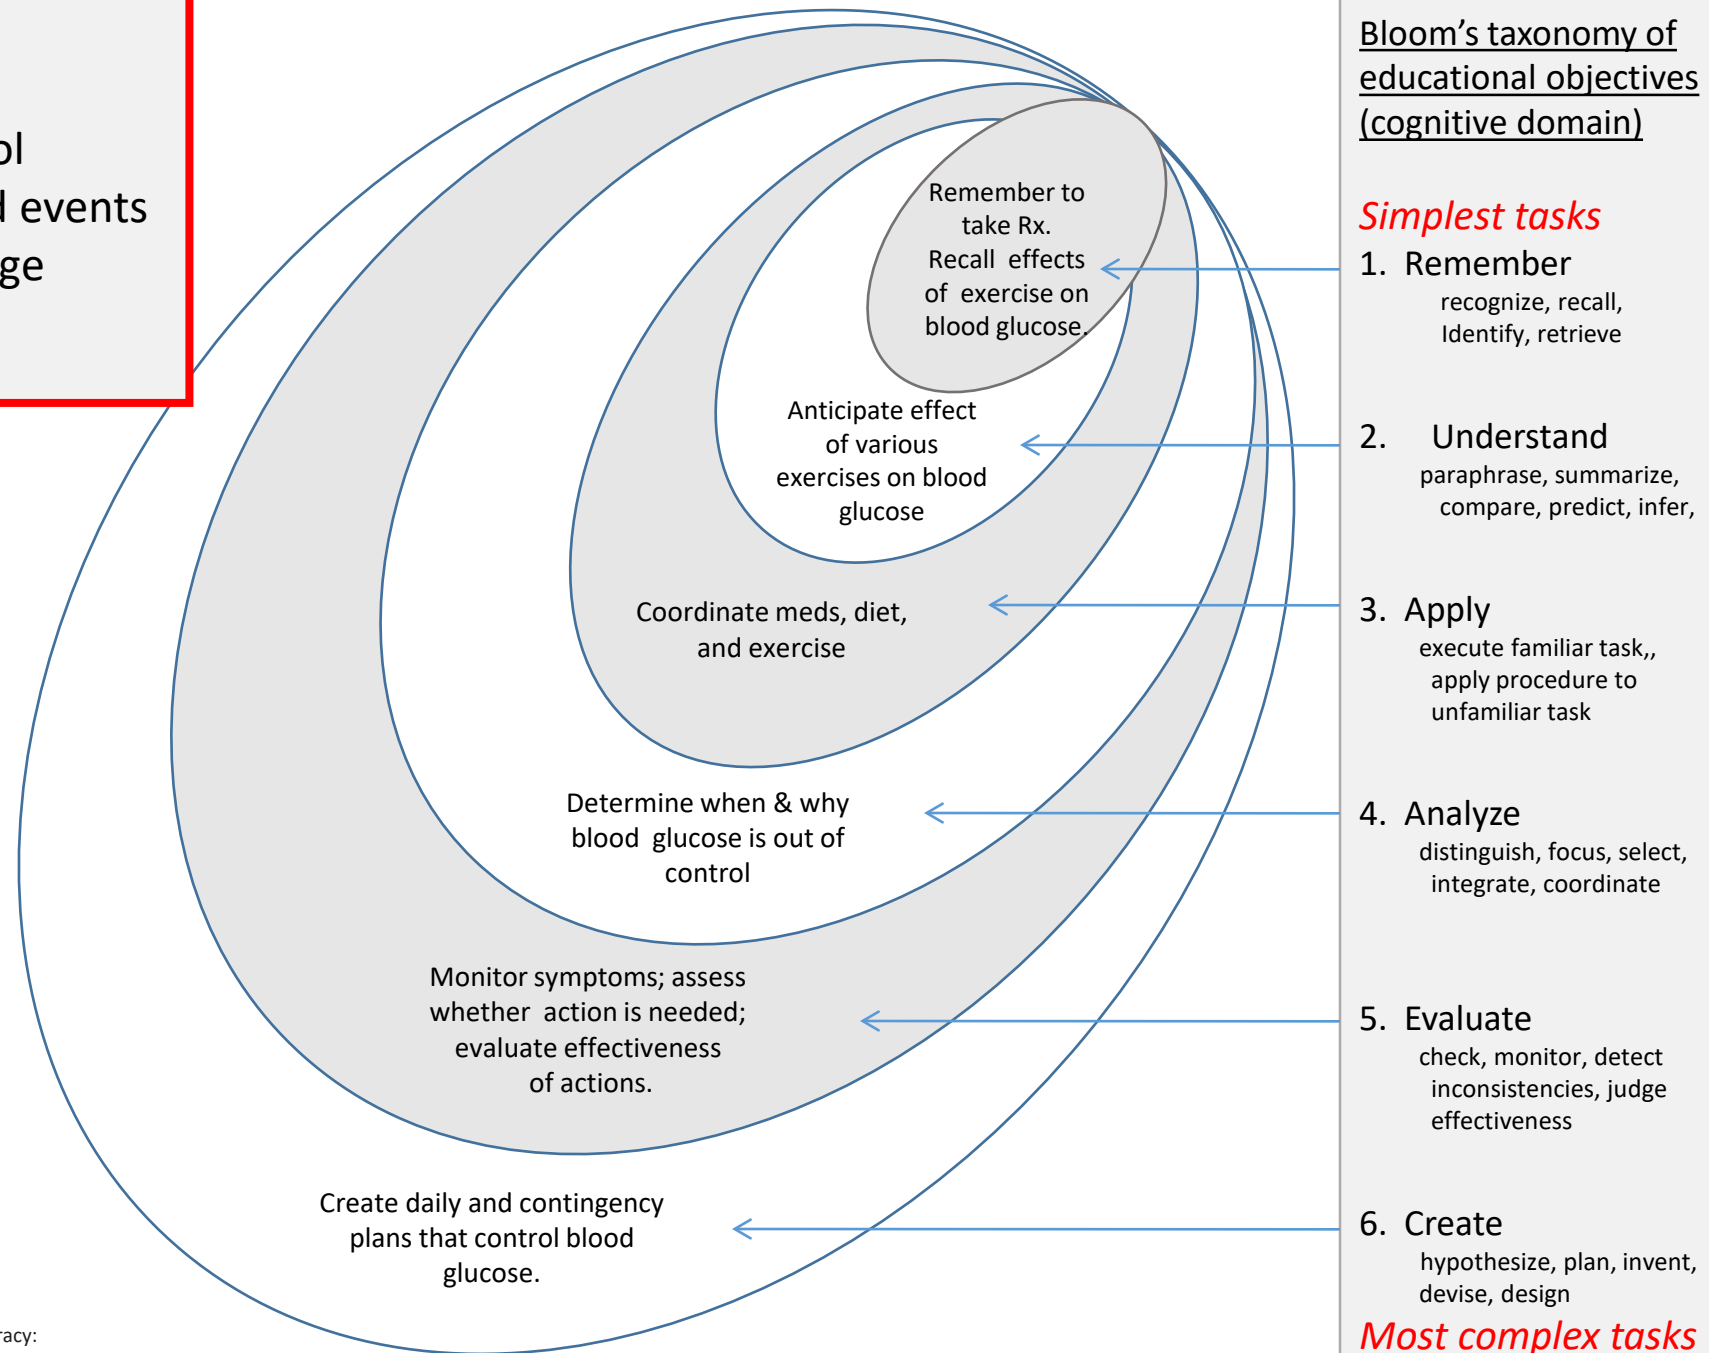 ol
d events
ge
Remember to
take Rx.
Recall effects
of exercise on
blood glucose.
Anticipate effect
of various
exercises on blood
glucose
Coordinate meds, diet,
and exercise
Determine when & why
blood glucose is out of
control
Monitor symptoms; assess
whether action is needed;
evaluate effectiveness
of actions.
Create daily and contingency
plans that control blood
glucose.
racy:
Bloom’s taxonomy of
educational objectives
(cognitive domain)
Simplest tasks
1. Remember
recognize, recall,
Identify, retrieve
2. Understand
paraphrase, summarize,
compare, predict, infer,
3. Apply
execute familiar task,,
apply procedure to
unfamiliar task
4. Analyze
distinguish, focus, select,
integrate, coordinate
5. Evaluate
check, monitor, detect
inconsistencies, judge
effectiveness
6. Create
hypothesize, plan, invent,
devise, design
Most complex tasks